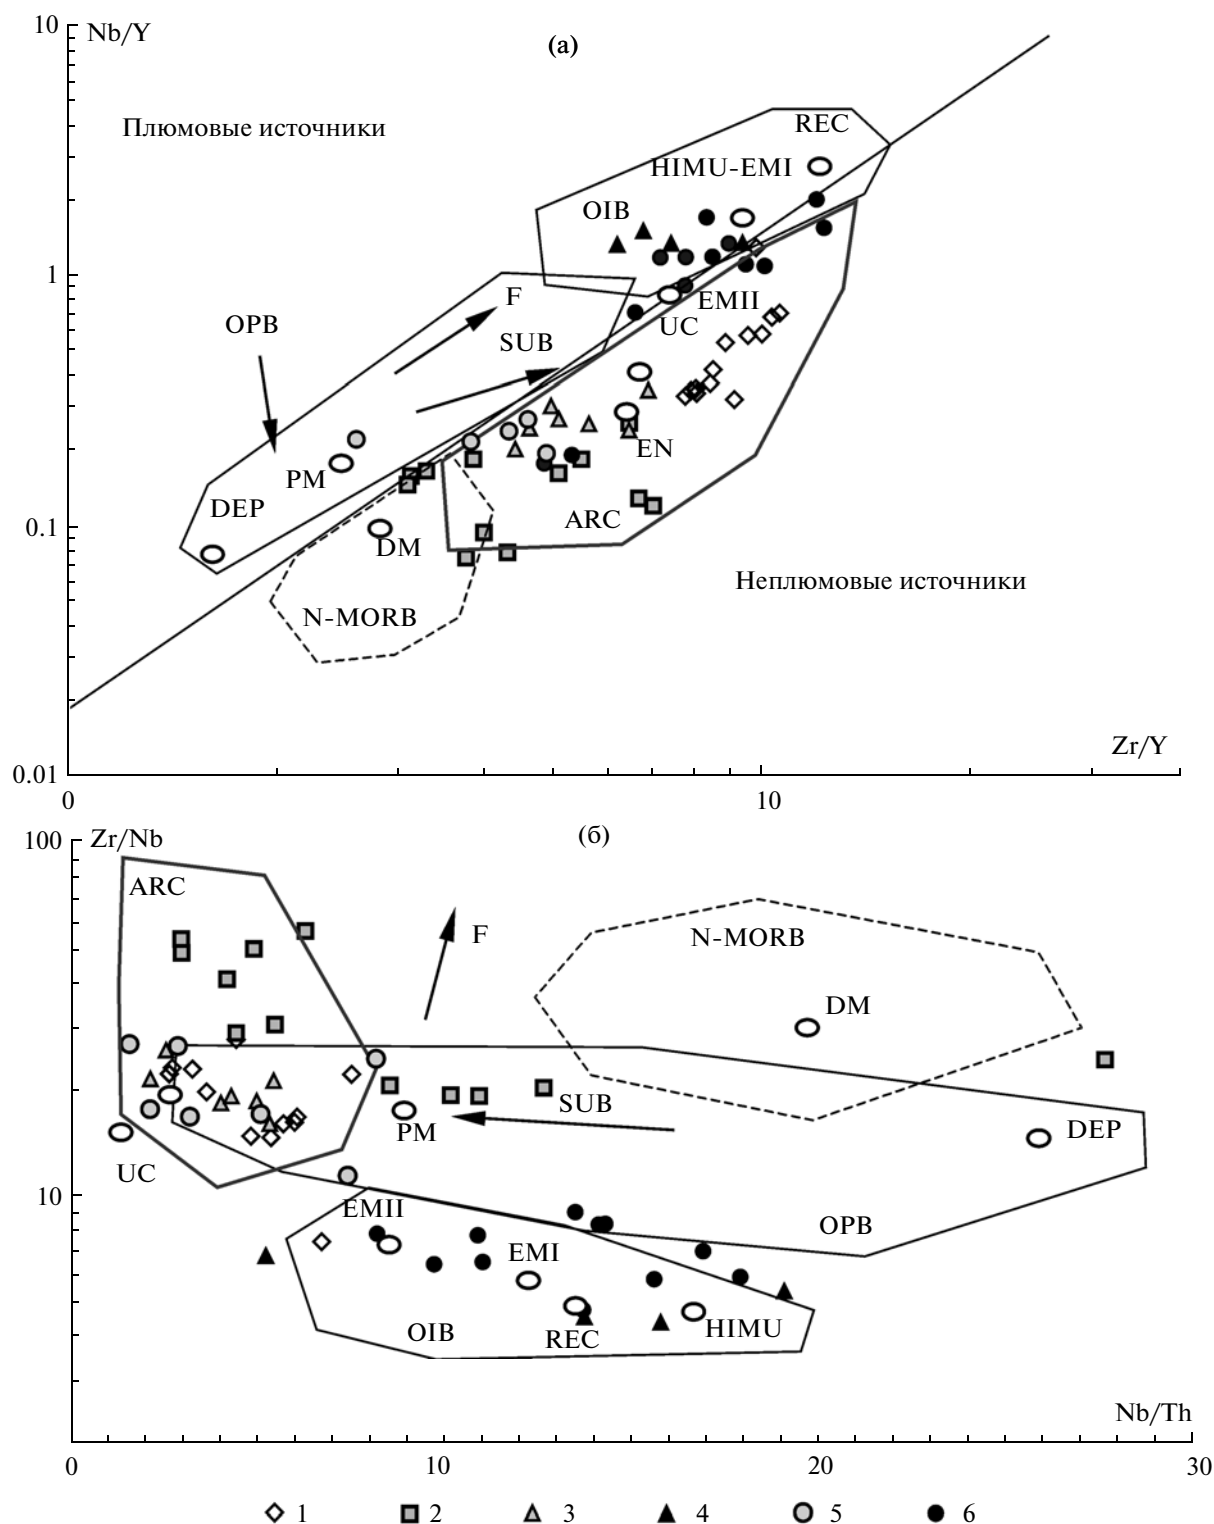 10
Nb/Y
(а)
Плюмовые источники
REC
HIMU-EMI
OIB
1
F
EMII
OPB
UC
SUB
PM
EN
DEP
ARC
0.1
DM
Неплюмовые источники
N-MORB
Zr/Y
0.01
0
10
100
Zr/Nb
(б)
ARC
F
N-MORB
DM
SUB
PM
DEP
UC
10
EMII
OPB
EMI
OIB
REC
HIMU
Nb/Th
0
10
20
30
1
2
3
4
5
6